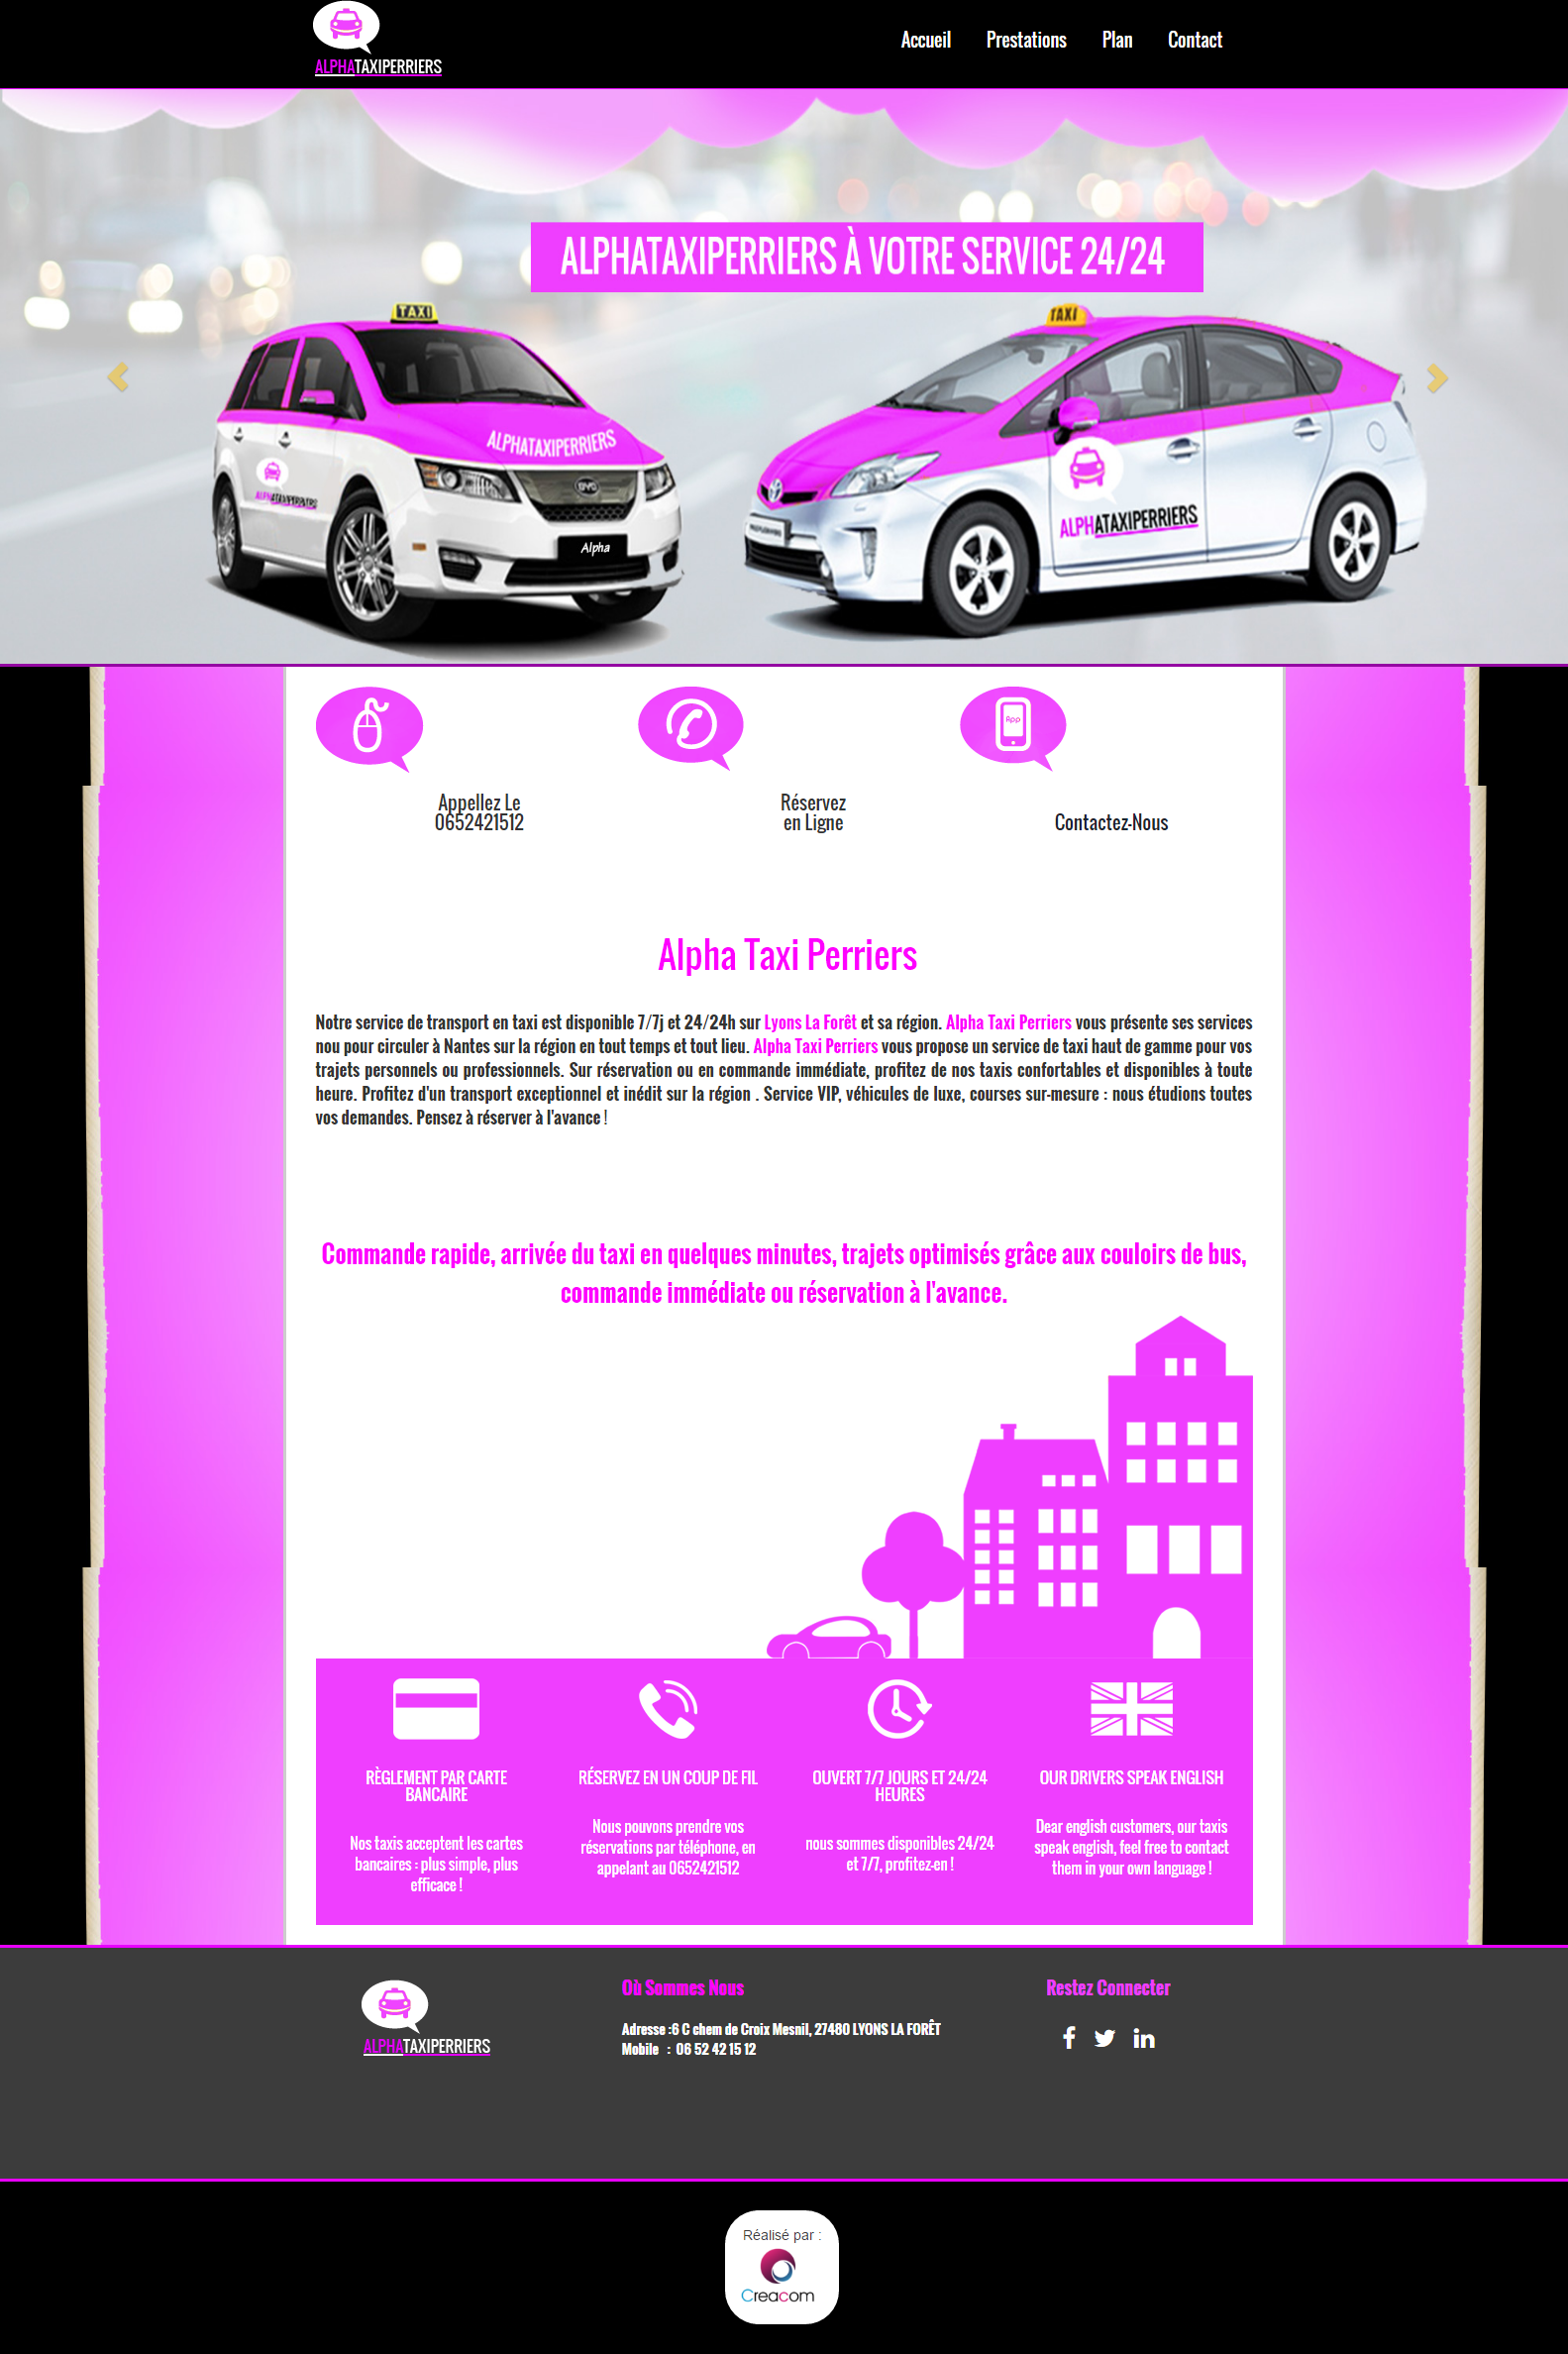 ALPHATAXIPERRIERS
Accueil Prestations Plan Contact
ALPHATAXIPERRIERS À VOTRE SERVICE 24/24
TAXI
TAXI
ALPHATAXIPERRIERS
ALPHATAXIPERRIERS
BYD
Alpha
ALPHATAXIPERRIERS
App
Appellez Le
0652421512
Réservez
en Ligne
Contactez-Nous
Alpha Taxi Perriers
Notre service de transport en taxi est disponible 7/7j et 24/24h sur Lyons La Forêt et sa région. Alpha Taxi Perriers vous présente ses services
nou pour circuler à Nantes sur la région en tout temps et tout lieu. Alpha Taxi Perriers vous propose un service de taxi haut de gamme pour vos
trajets personnels ou professionnels. Sur réservation ou en commande immédiate, profitez de nos taxis confortables et disponibles à toute
heure. Profitez d'un transport exceptionnel et inédit sur la région . Service VIP, véhicules de luxe, courses sur-mesure : nous étudions toutes
vos demandes. Pensez à réserver à l'avance !
Commande rapide, arrivée du taxi en quelques minutes, trajets optimisés grâce aux couloirs de bus,
commande immédiate ou réservation à l'avance.
RÈGLEMENT PAR CARTE
BANCAIRE
Nos taxis acceptent les cartes
bancaires : plus simple, plus
efficace !
RÉSERVEZ EN UN COUP DE FIL
Nous pouvons prendre vos
réservations par téléphone, en
appelant au 0652421512
OUVERT 7/7 JOURS ET 24/24
HEURES
nous sommes disponibles 24/24
et 7/7, profitez-en !
OUR DRIVERS SPEAK ENGLISH
Dear english customers, our taxis
speak english, feel free to contact
them in your own language !
ALPHATAXIPERRIERS
Où Sommes Nous
Adresse :6 C chem de Croix Mesnil, 27480 LYONS LA FORÊT
Mobile : 06 52 42 15 12
Restez Connecter
Réalisé par :
Creacom